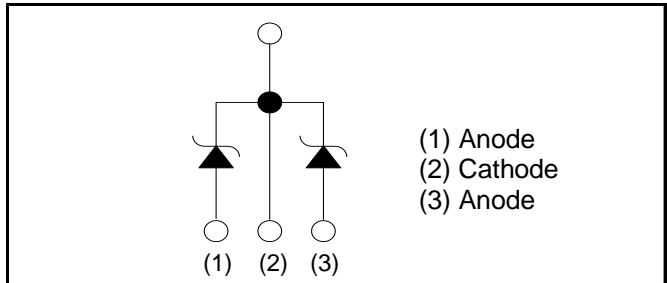 (1) Anode
(2) Cathode
(3) Anode
(1) (2) (3)